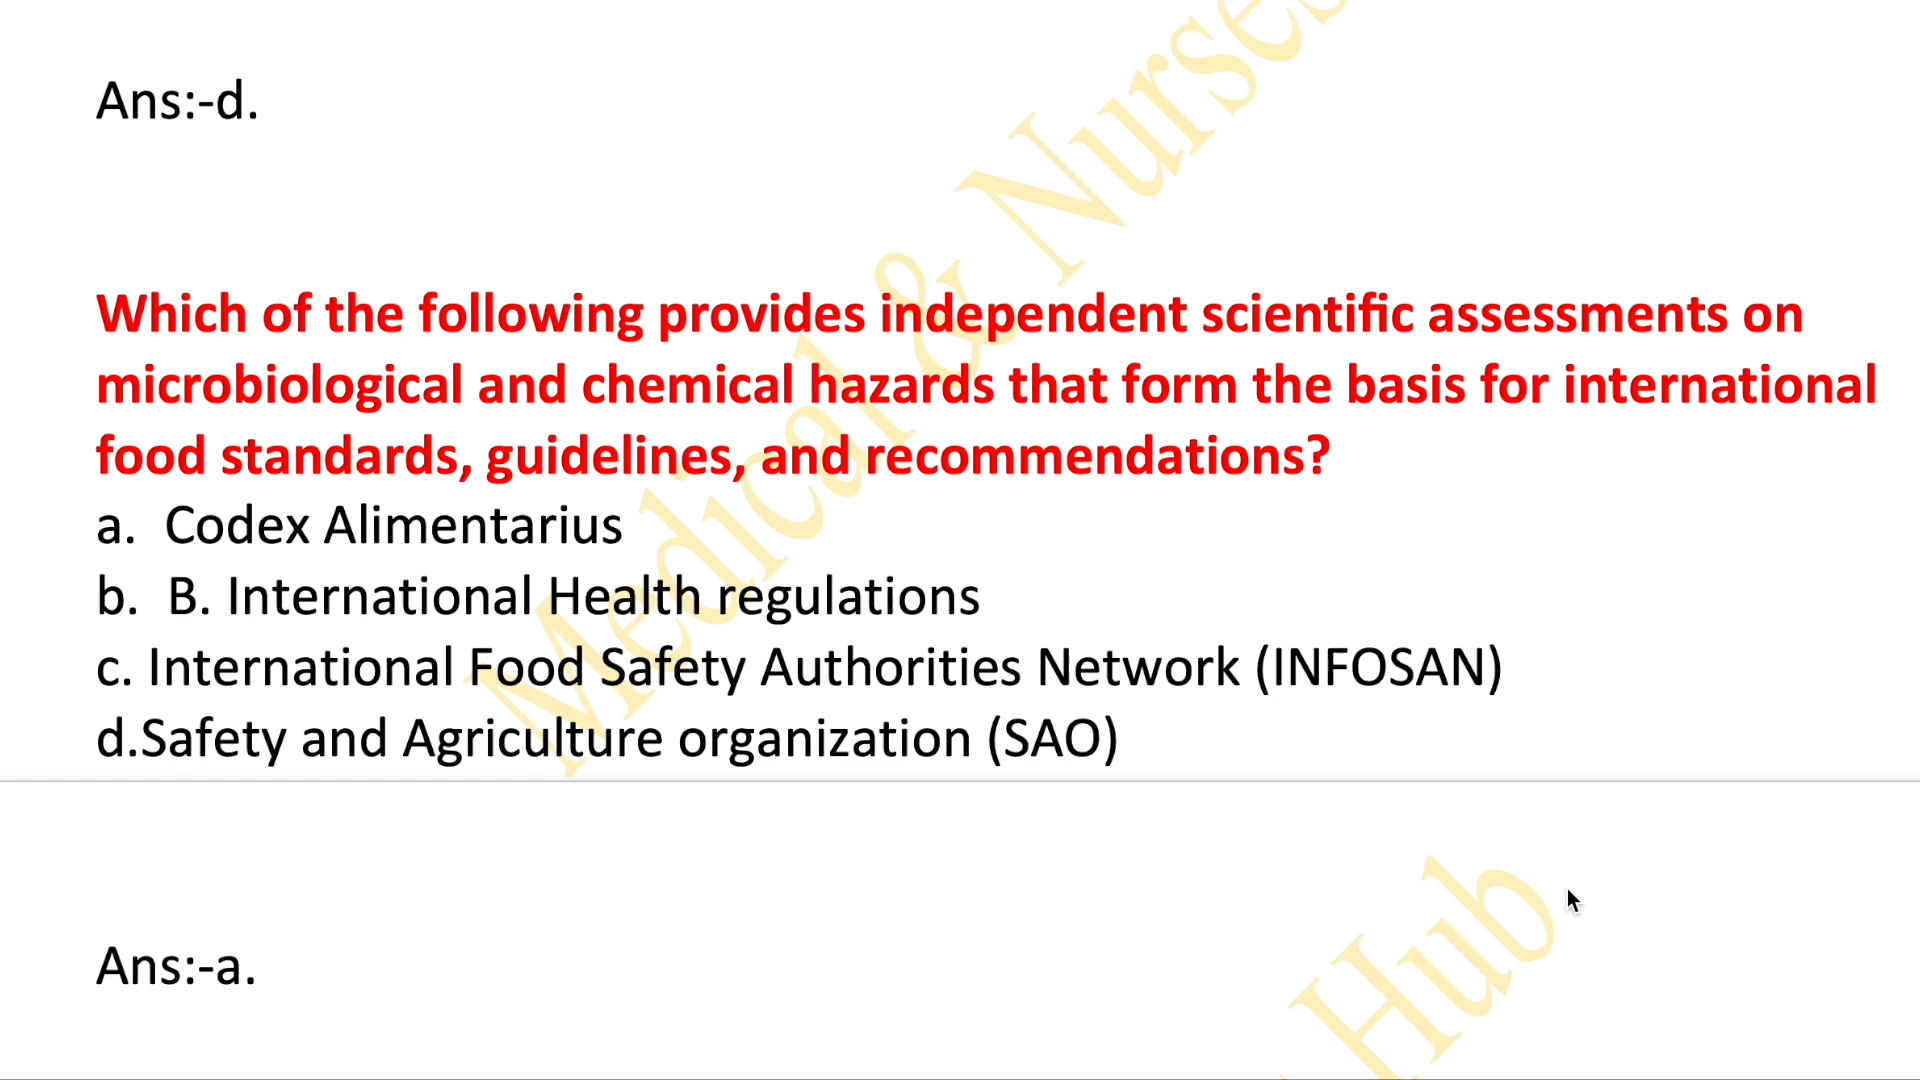 Ans:-d.
Which of the following provides independent scientific assessments on
microbiological and chemical hazards that form the basis for international
food standards, guidelines, and recommendations?
a. Codex Alimentarius
b. B. International Health regulations
c. International Food Safety Authorities Network (INFOSAN)
d.Safety and Agriculture organization (SAO)
Ans:-a.
Medical & Nurses
Hub